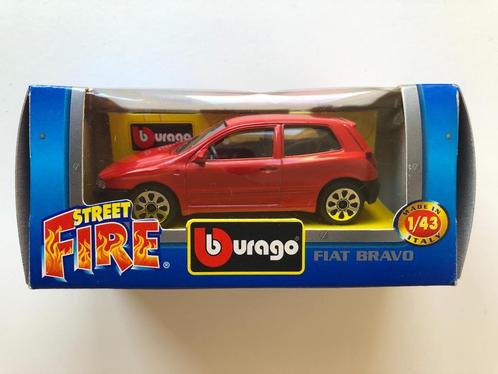 burago
STREET
FIRE®
burago
FIAT BRAVO
MADE IN
1/43
ITALY